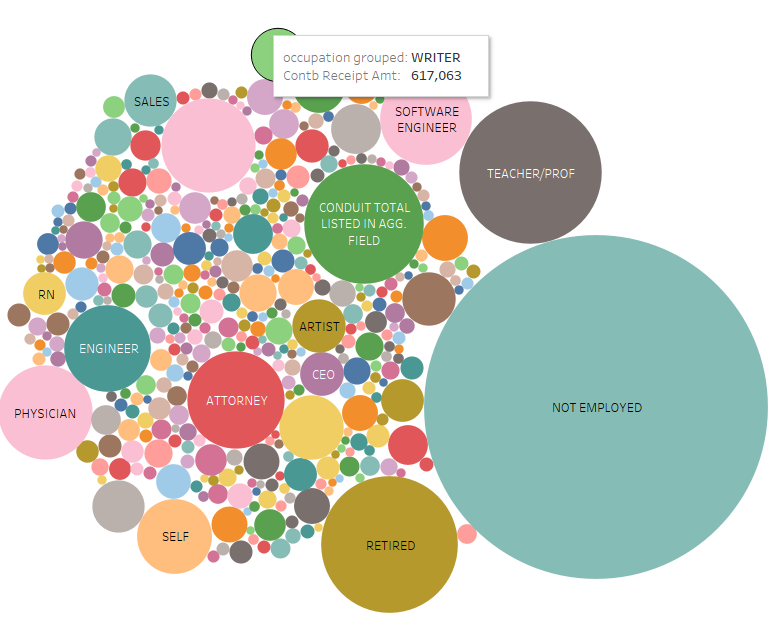 occupation grouped: WRITER
Contb Receipt Amt: 617,063
SALES
SOFTWARE
ENGINEER
TEACHER/PROF
CONDUIT TOTAL
LISTED IN AGG.
FIELD
RN
ARTIST
ENGINEER
CEO
ATTORNEY
PHYSICIAN
NOT EMPLOYED
SELF
RETIRED